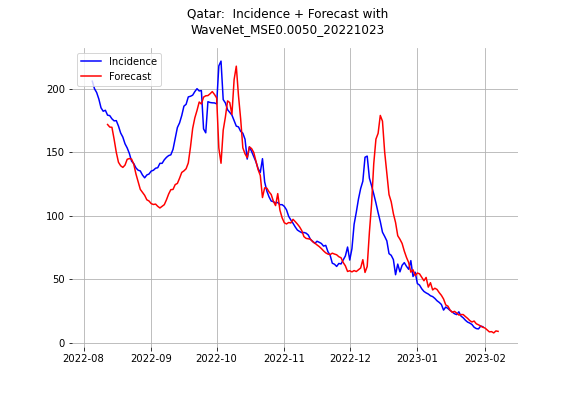 Qatar: Incidence + Forecast with
WaveNet_MSE0.0050_20221023
Incidence
Forecast
200
150
100
50
0
2022-08 2022-09 2022-10 2022-11 2022-12 2023-01 2023-02